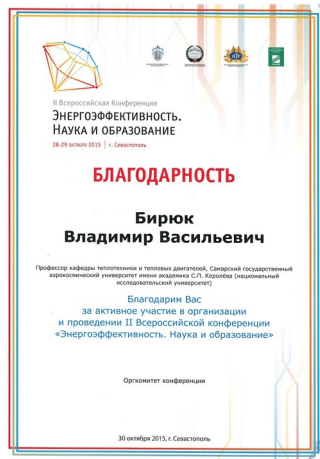 II Всероссийская Конференция
Энергоэффективность.
Наука и образование
28-29 октября 2015 | г. Севастополь
БЛАГОДАРНОСТЬ
Бирюк
Владимир Васильевич
Профессор кафедры теплотехники и тепловых двигателей, Самарский государственный
аэрокосмический университет имени академика С.П. Королёва (национальный
исследовательский университет)
Благодарим Вас
за активное участие в организации
и проведении II Всероссийской конференции
«Энергоэффективность. Наука и образование»
Оргкомитет конференции
30 октября 2015, г. Севастополь